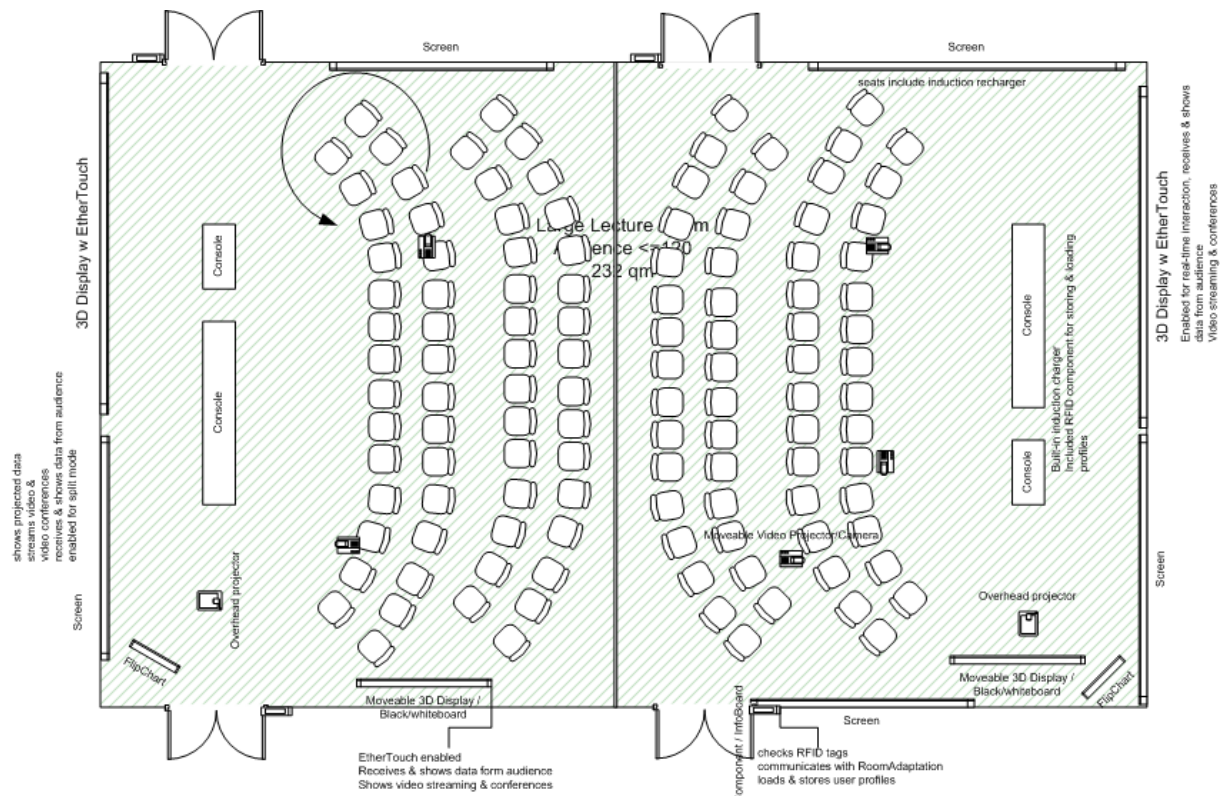 Screen
Screen
seats include induction recharger
3D Display w EtherTouch
3D Display w EtherTouch
Enabled for real-time interaction, receives & shows
data from audience
Video streaming & conferences
Large Lecture
m
ence <=120
232 qm
Console
Console
Console
Console
Built-in induction charger
Included RFID component for storing & loading
profiles
shows projected data
streams video &
video conferences
receives & shows data from audience
enabled for split mode
Screen
Overhead projector
FlipChart
Moveable Video Projector/Camera
Overhead projector
Screen
Moveable 3D Display /
Black/whiteboard
Moveable 3D Display /
Black/whiteboard
FlipChart
Screen
omponent / InfoBoard
EtherTouch enabled
Receives & shows data form audience
Shows video streaming & conferences
checks RFID tags
communicates with RoomAdaptation
loads & stores user profiles